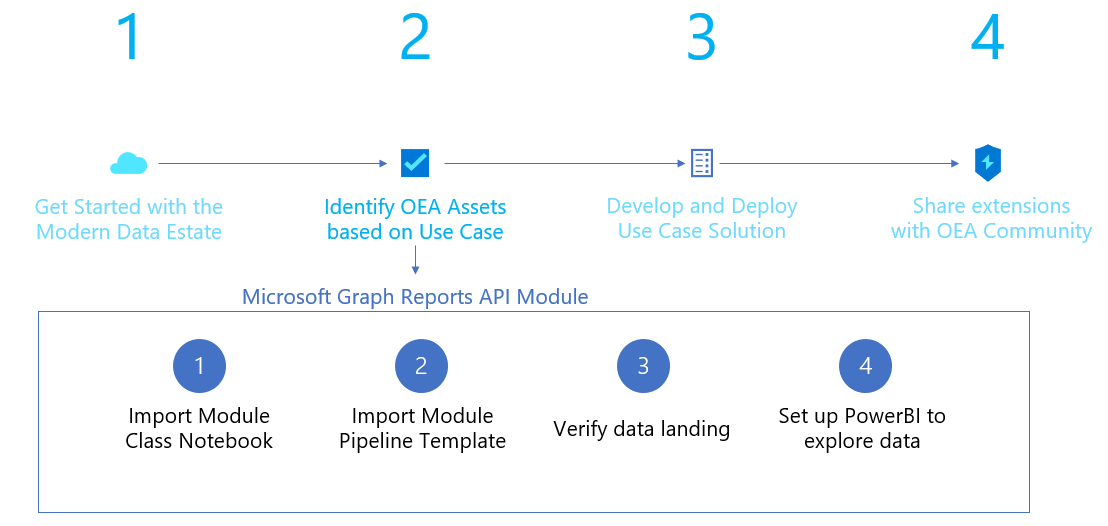 1
2
3
4
Get Started with the
Modern Data Estate
Identify OEA Assets
based on Use Case
Develop and Deploy
Use Case Solution
Share extensions
with OEA Community
Microsoft Graph Reports API Module
1
2
3
4
Import Module
Class Notebook
Import Module
Pipeline Template
Verify data landing
Set up PowerBI to
explore data